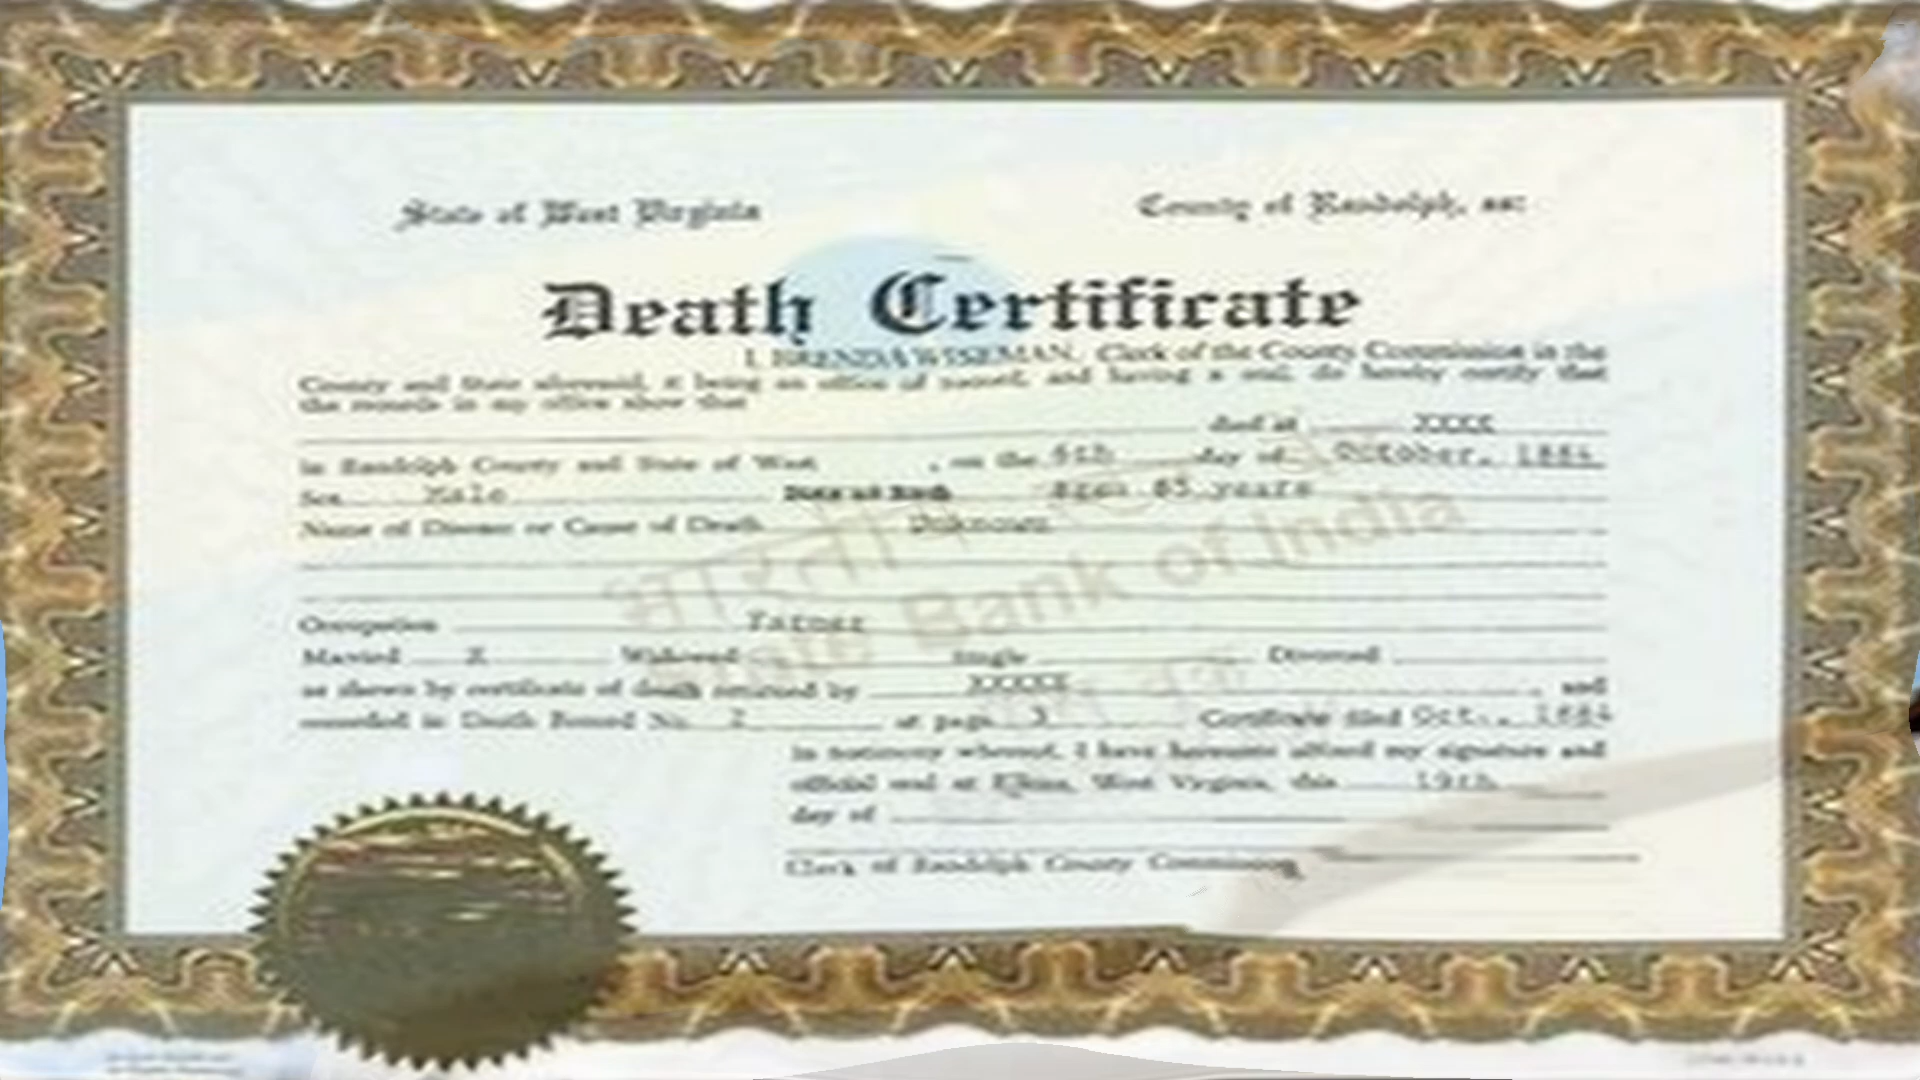 State of West Virginia
County of Randolph, ss:
Death Certificate
I, BRENDA WISEMAN, Clerk of the County Commission in the
County and State aforesaid, it being an office of record, and having a seal, do hereby certify that
the records in my office show that
died at XXXX
in Randolph County and State of West , on the 6th day of October, 1884
Sex Male Date of Birth age: 65 years
Name of Disease or Cause of Death Unknown
भारतीय
State Bank of India
Occupation Farmer
Married X Widowed Single Divorced
as shown by certificate of death returned by XXXXX , and
recorded in Death Record No. 2 at page 3 Certificate filed Oct., 1884
In testimony whereof, I have hereunto affixed my signature and
official seal at Elkins, West Virginia, this 19th
day of
Clerk of Randolph County Commission